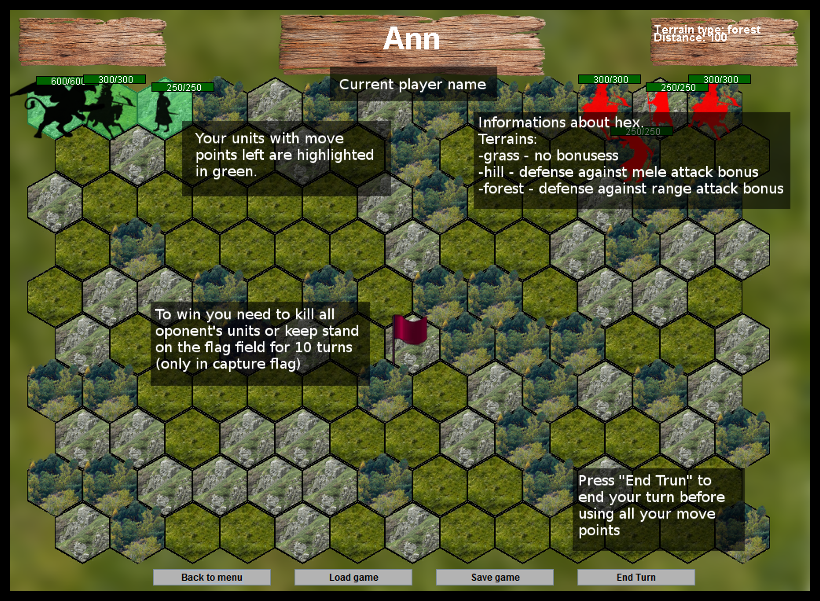 Ann
Terrain type: forest
Distance: 100
600/600
300/300
250/250
300/300
250/250
300/300
250/250
Current player name
Your units with move
points left are highlighted
in green.
Informations about hex.
Terrains:
-grass - no bonusess
-hill - defense against mele attack bonus
-forest - defense against range attack bonus
To win you need to kill all
oponent's units or keep stand
on the flag field for 10 turns
(only in capture flag)
Press "End Trun" to
end your turn before
using all your move
points
Back to menu
Load game
Save game
End Turn